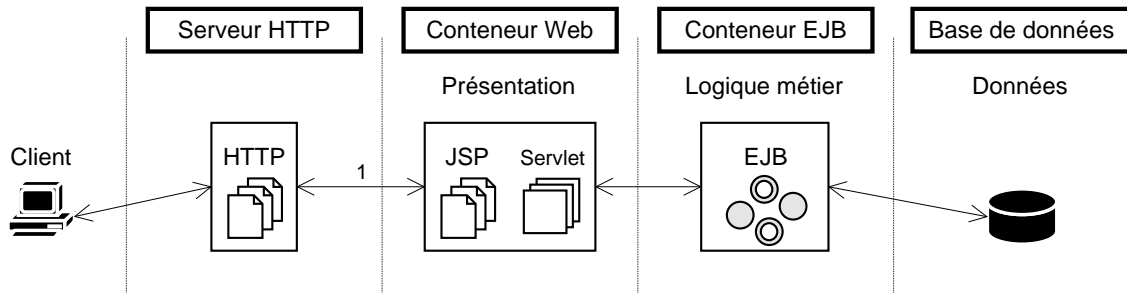 Serveur HTTP
Conteneur Web
Conteneur EJB
Base de données
Présentation
Logique métier
Données
Client
HTTP
1
JSP
Servlet
EJB